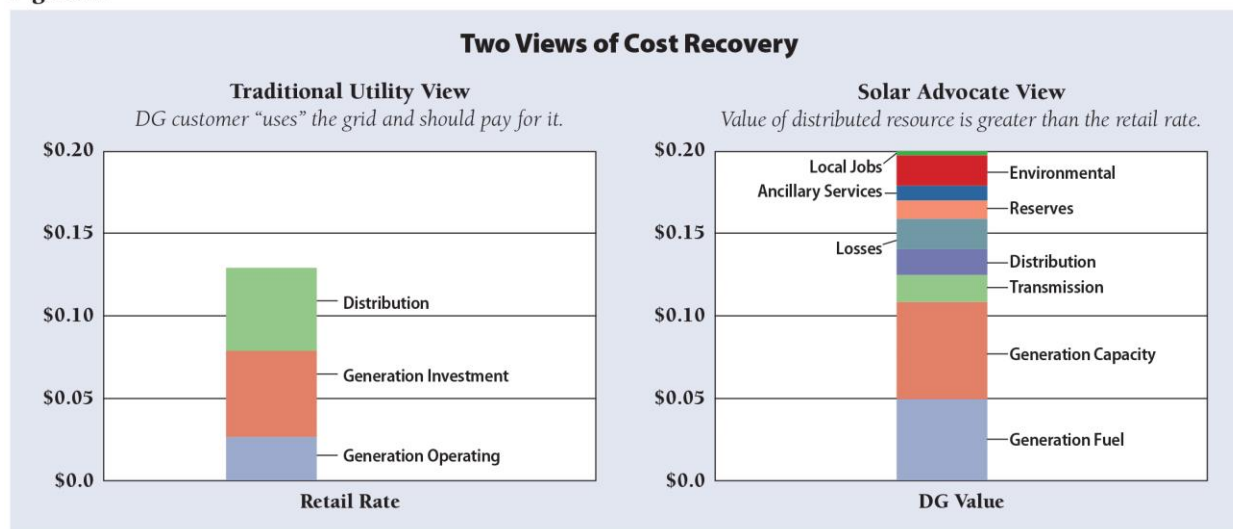 Two Views of Cost Recovery
Traditional Utility View
DG customer “uses” the grid and should pay for it.
$0.20
$0.15
$0.10
$0.05
$0.0
Distribution
Generation Investment
Generation Operating
Retail Rate
Solar Advocate View
Value of distributed resource is greater than the retail rate.
$0.20
$0.15
$0.10
$0.05
$0.0
Local Jobs
Environmental
Ancillary Services
Reserves
Losses
Distribution
Transmission
Generation Capacity
Generation Fuel
DG Value